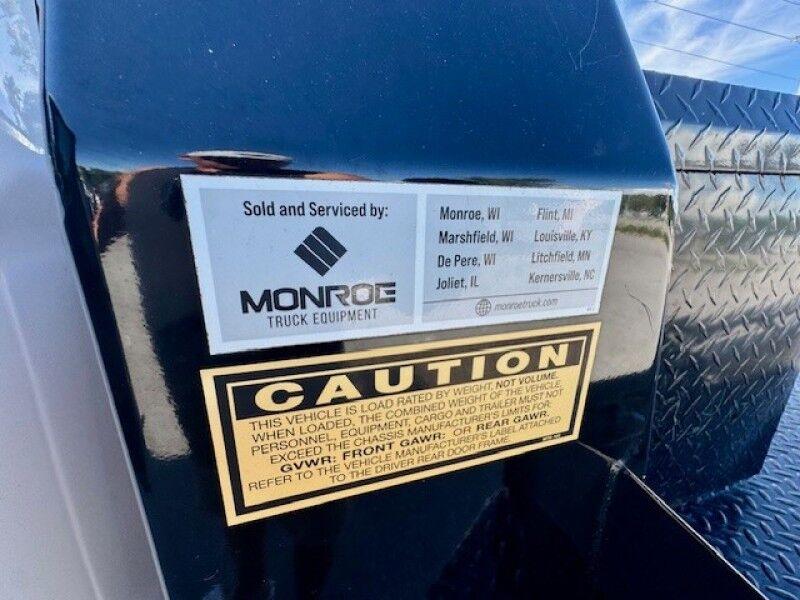 Sold and Serviced by:
MONROE
TRUCK EQUIPMENT
Monroe, WI
Marshfield, WI
De Pere, WI
Joliet, IL
Flint, MI
Louisville, KY
Litchfield, MN
Kernersville, NC
monroetruck.com
CAUTION
THIS VEHICLE IS LOAD RATED BY WEIGHT, NOT VOLUME.
WHEN LOADED, THE COMBINED WEIGHT OF THE VEHICLE,
PERSONNEL, EQUIPMENT, CARGO AND TRAILER MUST NOT
EXCEED THE CHASSIS MANUFACTURER'S LIMITS FOR:
GVWR: FRONT GAWR: OR REAR GAWR.
REFER TO THE VEHICLE MANUFACTURER'S LABEL ATTACHED
TO THE DRIVER REAR DOOR FRAME.